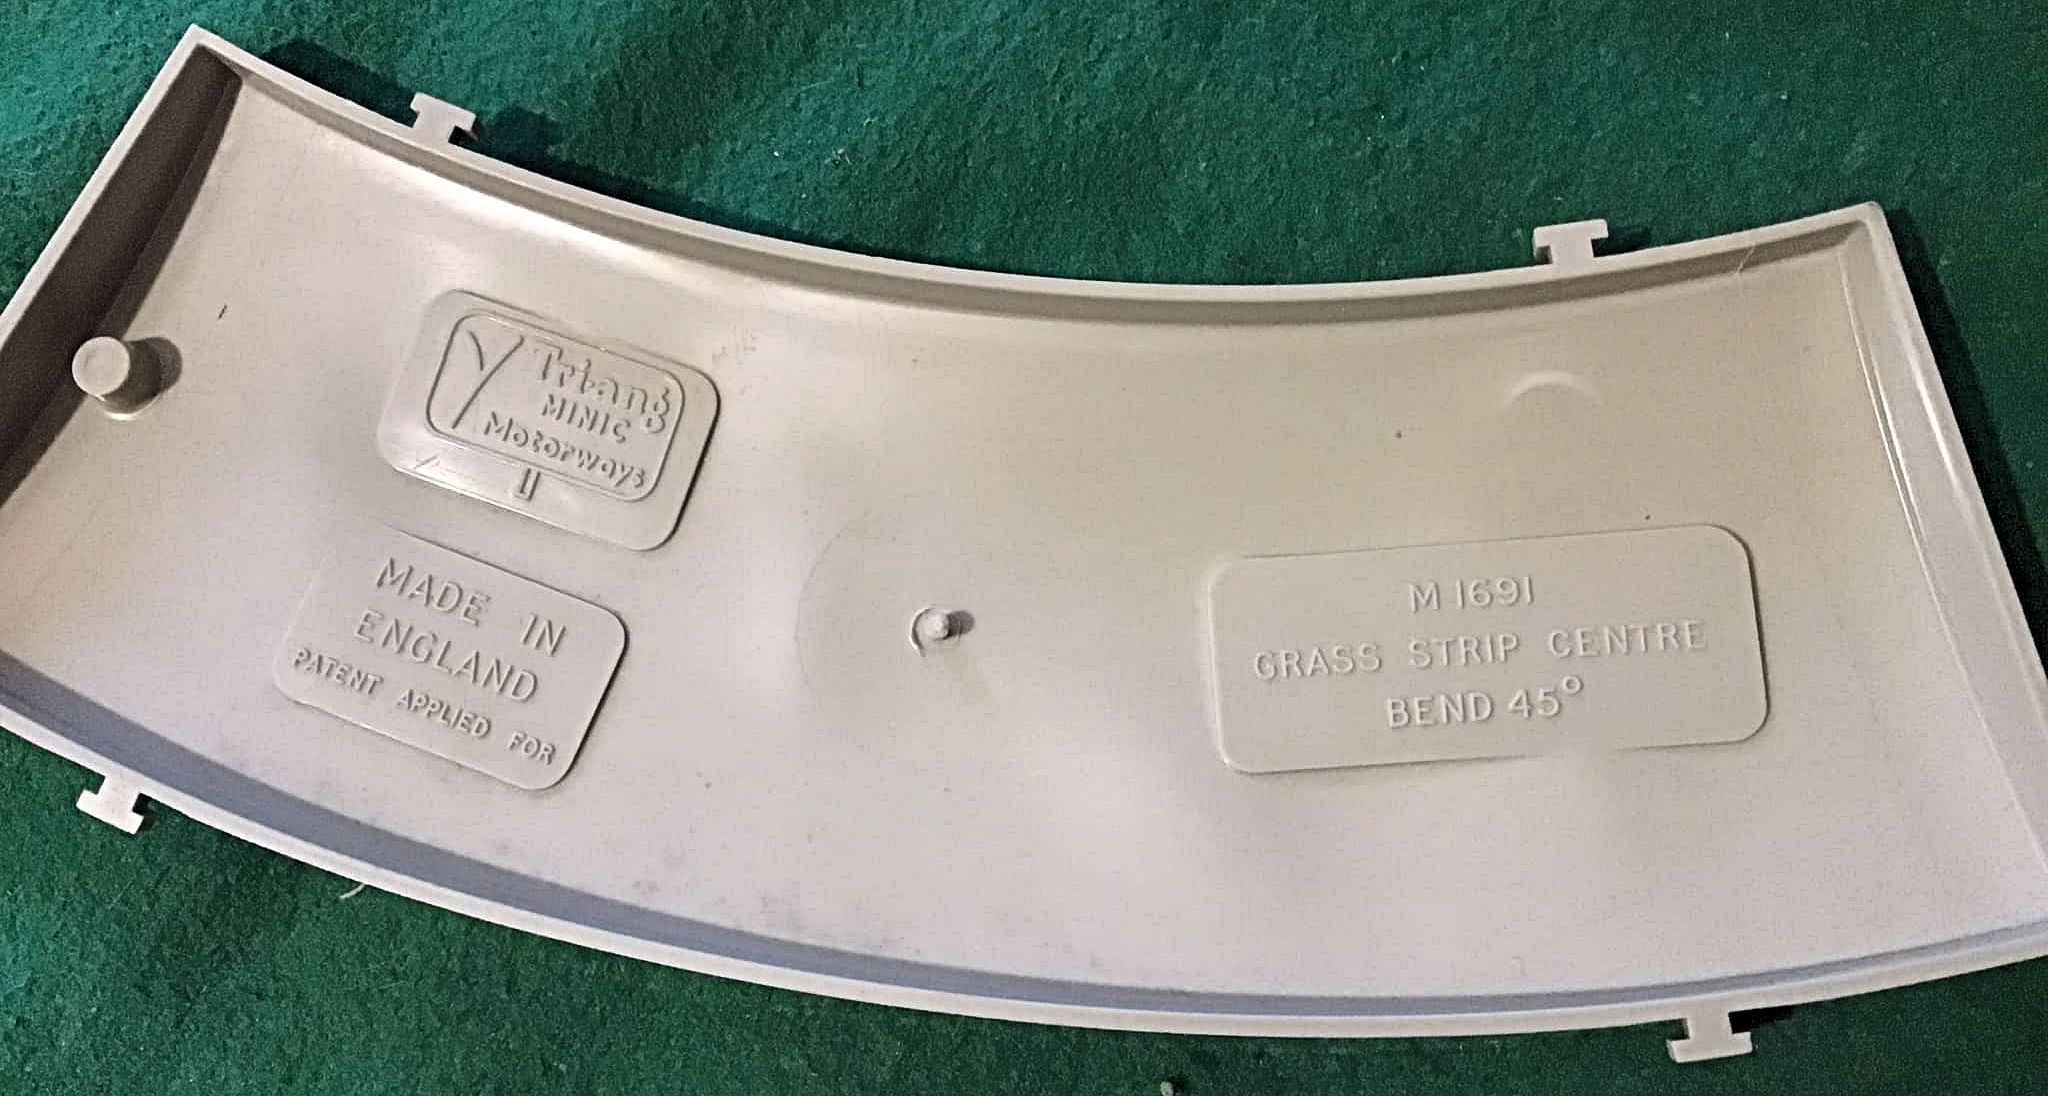 Triang
MINIC
Motorways
MADE IN
ENGLAND
PATENT APPLIED FOR
M 1691
GRASS STRIP CENTRE
BEND 45°